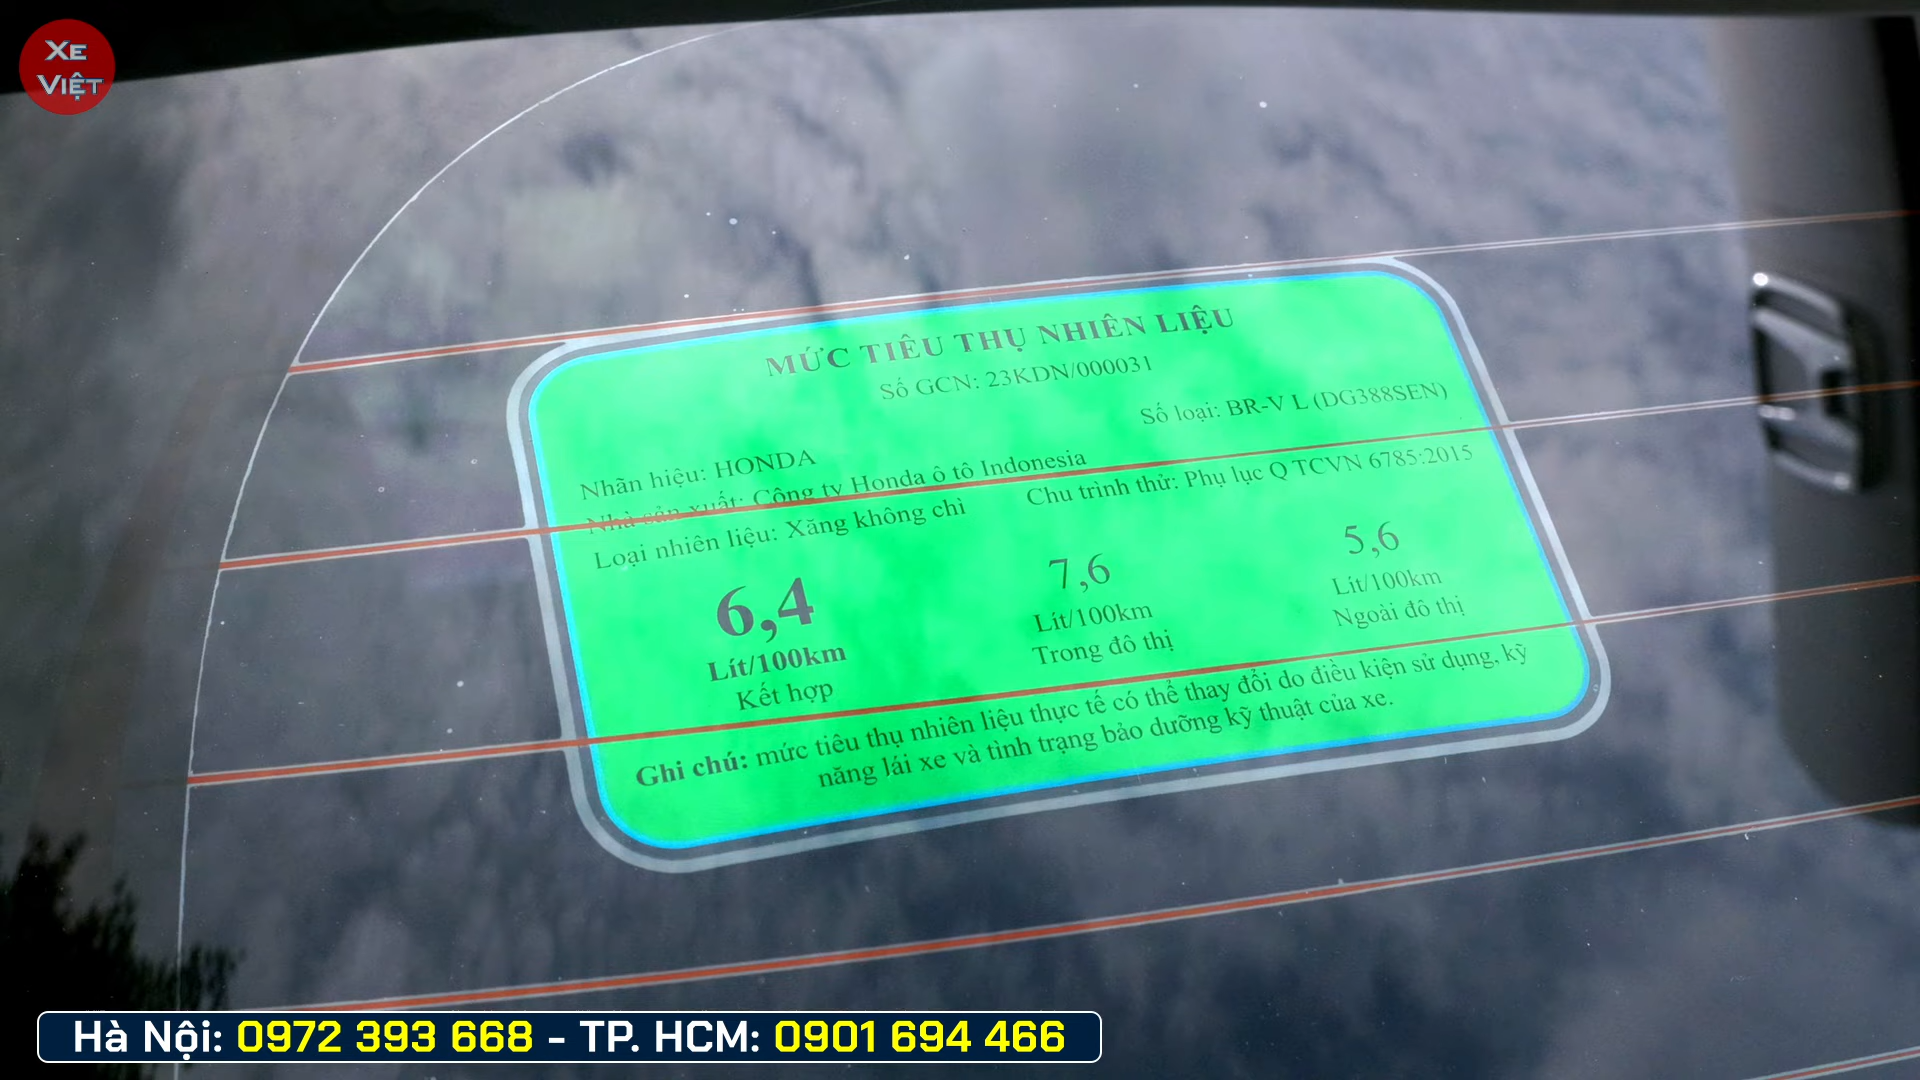 XE
VIỆT
MỨC TIÊU THỤ NHIÊN LIỆU
Số GCN: 23KDN/000031
Số loại: BR-V L (DG388SEN)
Nhãn hiệu: HONDA
Nhà sản xuất: Công ty Honda ô tô Indonesia
Chu trình thử: Phụ lục Q TCVN 6785:2015
Loại nhiên liệu: Xăng không chì
6,4
Lít/100km
Kết hợp
7,6
Lít/100km
Trong đô thị
5,6
Lít/100km
Ngoài đô thị
Ghi chú: mức tiêu thụ nhiên liệu thực tế có thể thay đổi do điều kiện sử dụng, kỹ
năng lái xe và tình trạng bảo dưỡng kỹ thuật của xe.
Hà Nội: 0972 393 668 - TP. HCM: 0901 694 466